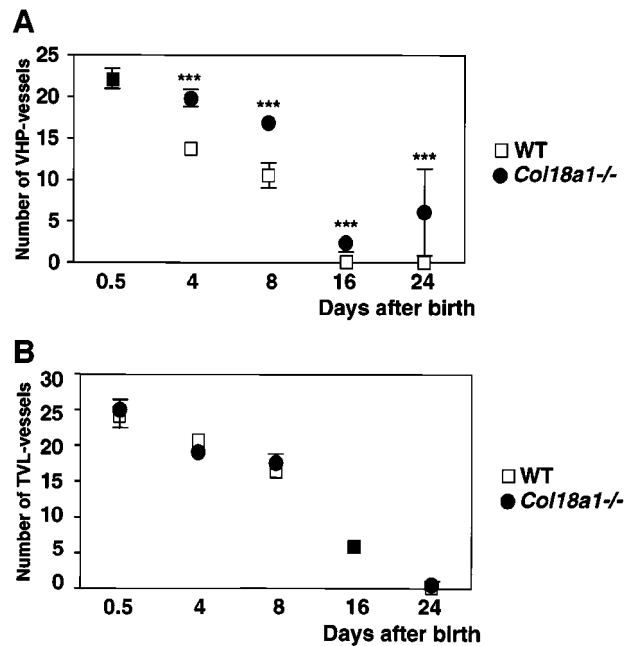 A
Number of VHP-vessels
25
20
15
10
5
0
***
***
***
***
0.5 4 8 16 24
Days after birth
WT
Col18a1-/-
B
Number of TVL-vessels
30
25
20
15
10
5
0
0.5 4 8 16 24
Days after birth
WT
Col18a1-/-